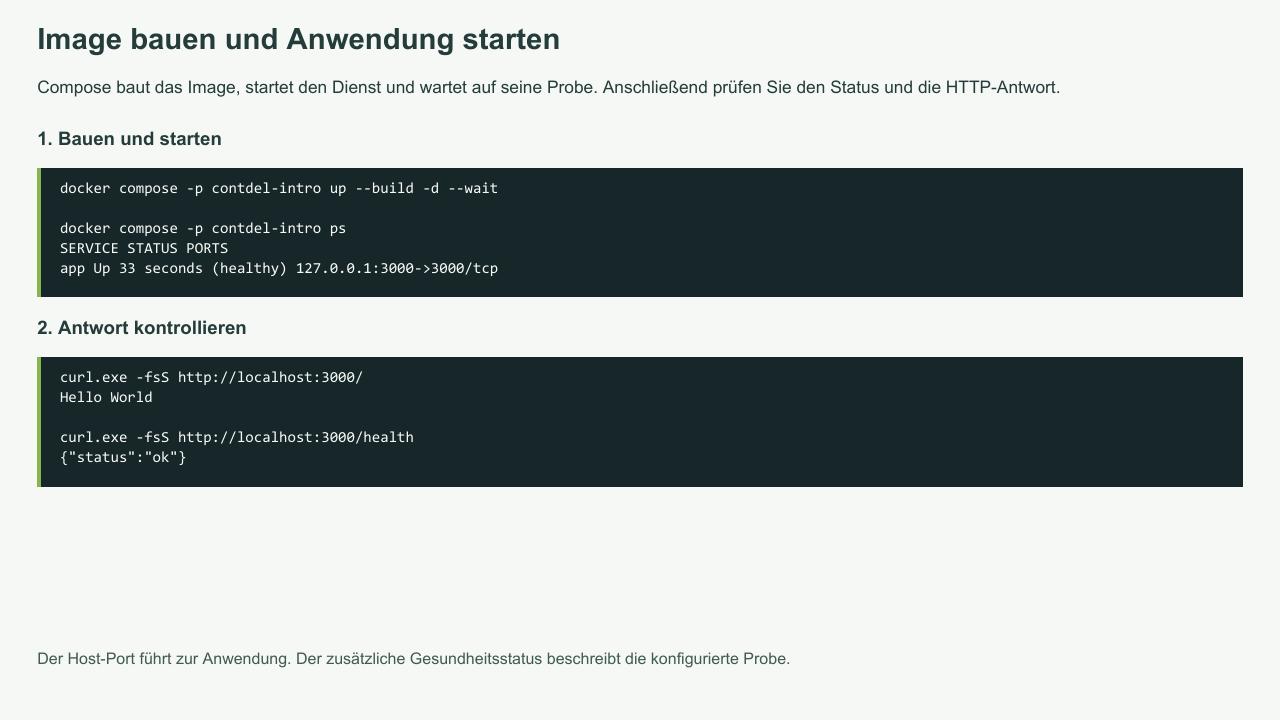 Image bauen und Anwendung starten
Compose baut das Image, startet den Dienst und wartet auf seine Probe. Anschließend prüfen Sie den Status und die HTTP-Antwort.
1. Bauen und starten
docker compose -p contdel-intro up --build -d --wait
docker compose -p contdel-intro ps
SERVICE STATUS PORTS
app Up 33 seconds (healthy) 127.0.0.1:3000->3000/tcp
2. Antwort kontrollieren
curl.exe -fsS http://localhost:3000/
Hello World
curl.exe -fsS http://localhost:3000/health
{"status":"ok"}
Der Host-Port führt zur Anwendung. Der zusätzliche Gesundheitsstatus beschreibt die konfigurierte Probe.